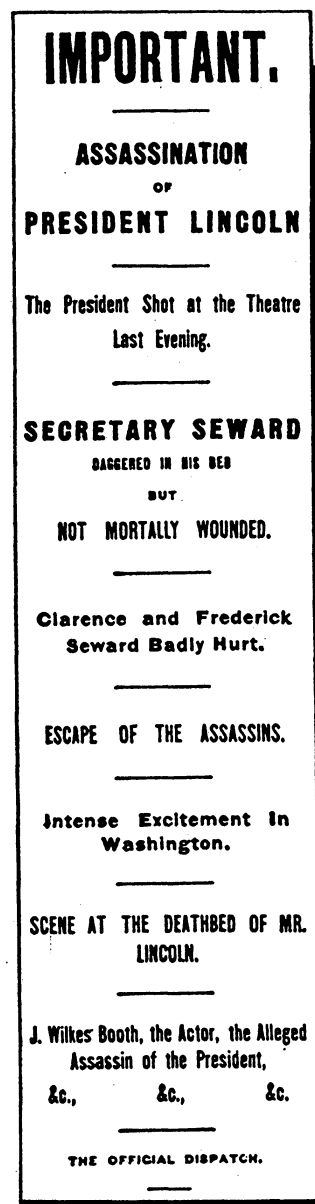 IMPORTANT.
ASSASSINATION
OF
PRESIDENT LINCOLN
The President Shot at the Theatre
Last Evening.
SECRETARY SEWARD
DAGGERED IN HIS BED
BUT
NOT MORTALLY WOUNDED.
Clarence and Frederick
Seward Badly Hurt.
ESCAPE OF THE ASSASSINS.
Intense Excitement In
Washington.
SCENE AT THE DEATHBED OF MR.
LINCOLN.
J. Wilkes Booth, the Actor, the Alleged
Assassin of the President,
&c., &c., &c.
THE OFFICIAL DISPATCH.